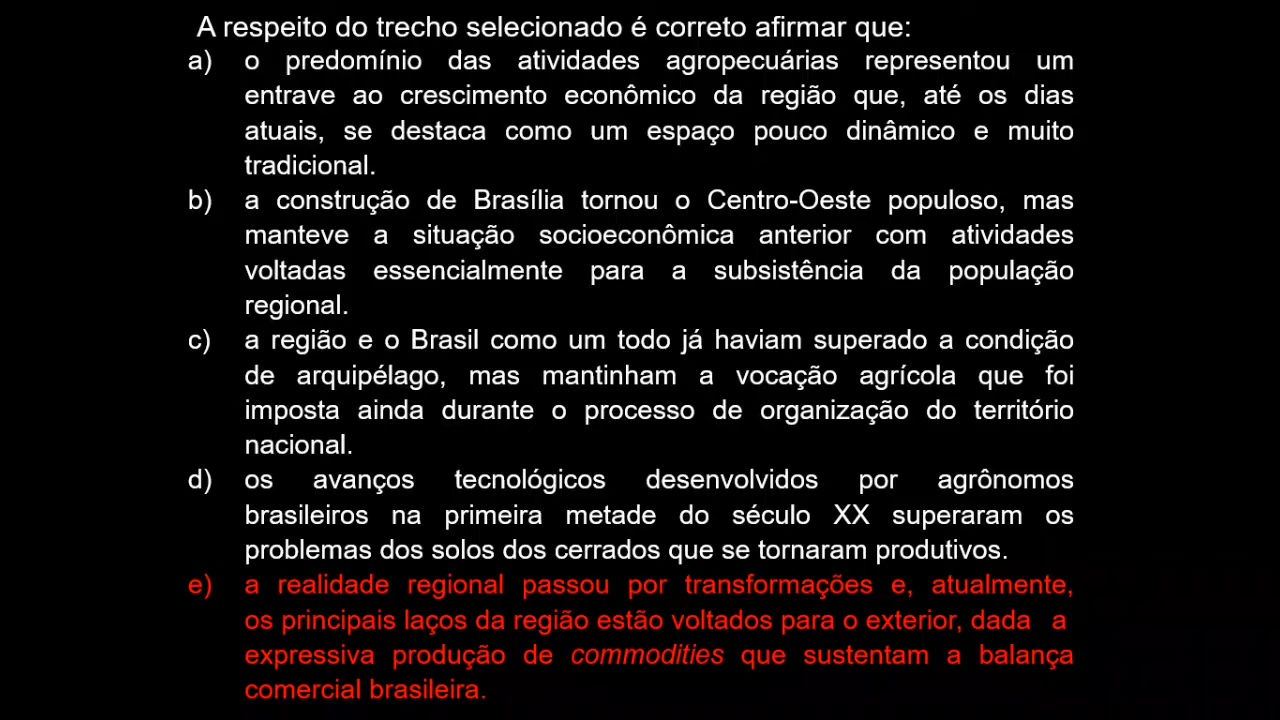 A respeito do trecho selecionado é correto afirmar que:
a) o predomínio das atividades agropecuárias representou um
entrave ao crescimento econômico da região que, até os dias
atuais, se destaca como um espaço pouco dinâmico e muito
tradicional.
b) a construção de Brasília tornou o Centro-Oeste populoso, mas
manteve a situação socioeconômica anterior com atividades
voltadas essencialmente para a subsistência da população
regional.
c) a região e o Brasil como um todo já haviam superado a condição
de arquipélago, mas mantinham a vocação agrícola que foi
imposta ainda durante o processo de organização do território
nacional.
d) os avanços tecnológicos desenvolvidos por agrônomos
brasileiros na primeira metade do século XX superaram os
problemas dos solos dos cerrados que se tornaram produtivos.
e) a realidade regional passou por transformações e, atualmente,
os principais laços da região estão voltados para o exterior, dada a
expressiva produção de commodities que sustentam a balança
comercial brasileira.